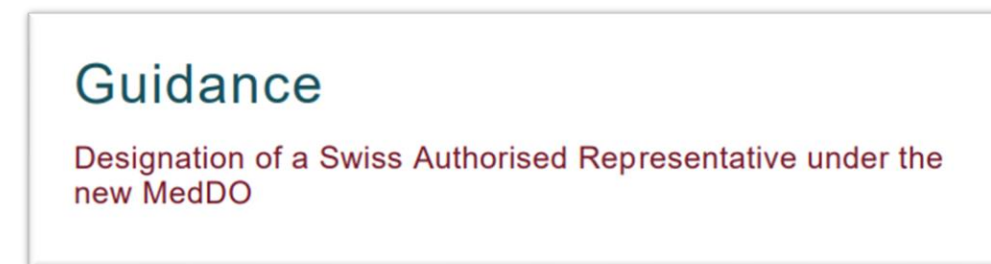 Guidance
Designation of a Swiss Authorised Representative under the
new MedDO